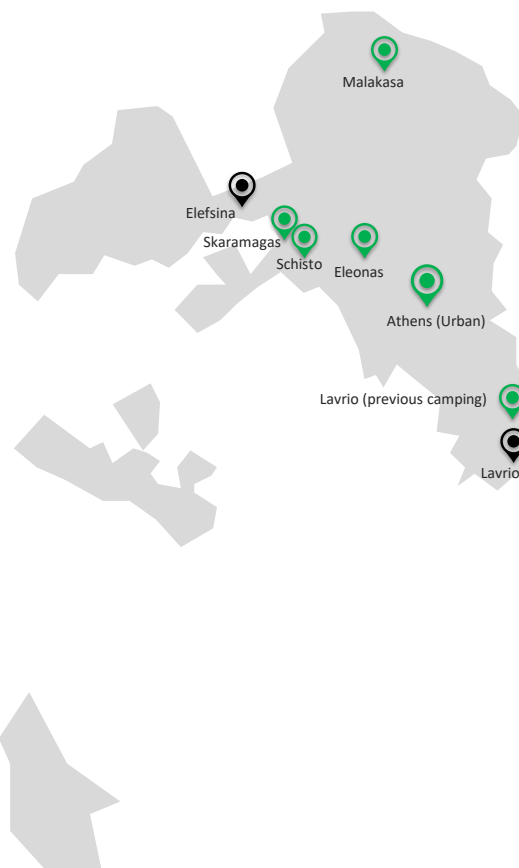 Malakasa
Elefsina
Skaramagas
Schisto
Eleonas
Athens (Urban)
Lavrio (previous camping)
Lavrio